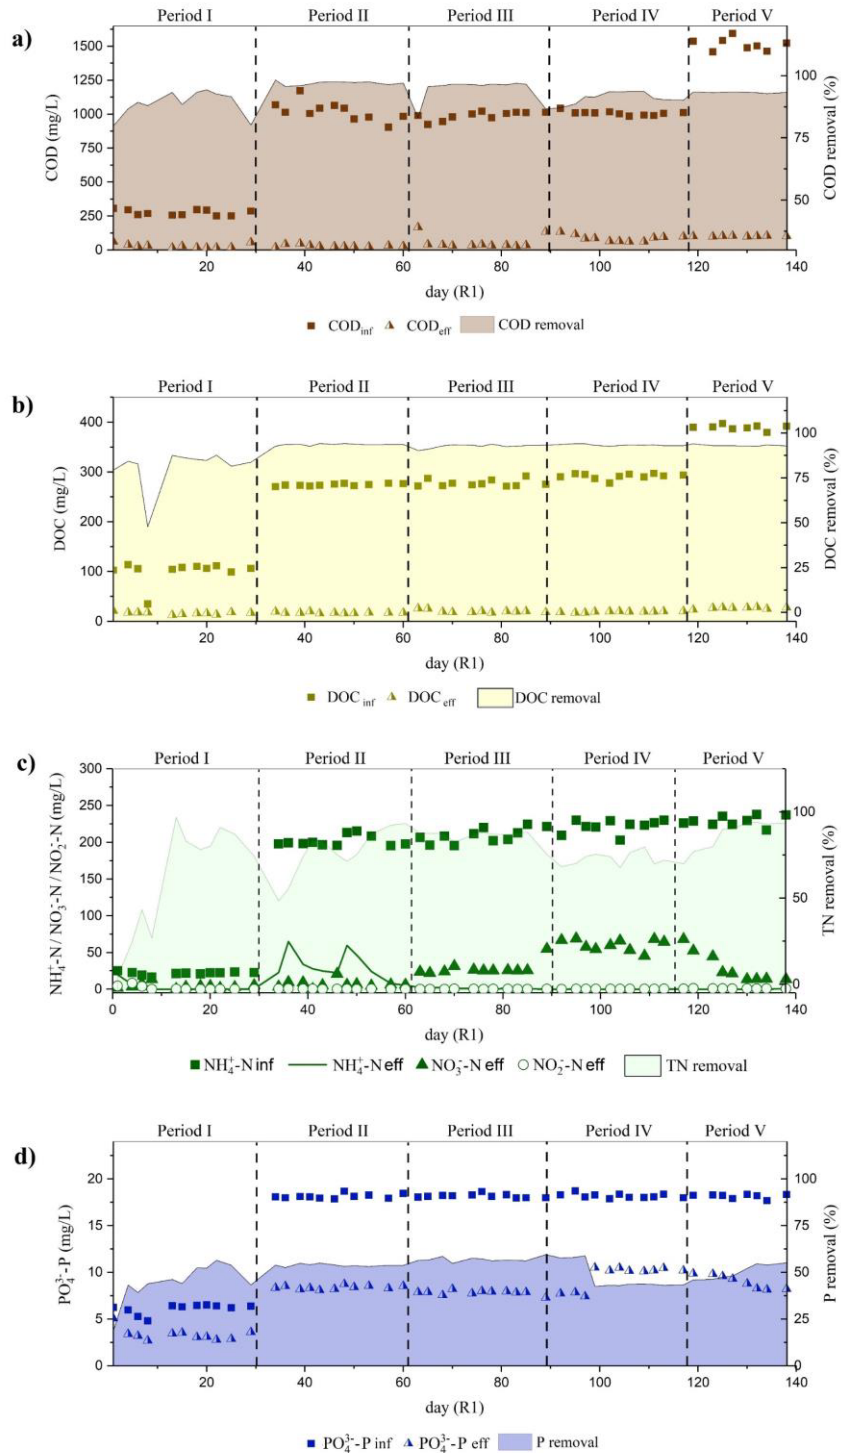 a)
Period I Period II Period III Period IV Period V
COD (mg/L)
1500
1250
1000
750
500
250
0
COD removal (%)
100
75
50
25
0
20 40 60 80 100 120 140
day (R1)
COD inf COD eff COD removal
b)
Period I Period II Period III Period IV Period V
DOC (mg/L)
400
300
200
100
0
DOC removal (%)
100
75
50
25
0
0 20 40 60 80 100 120 140
day (R1)
DOC inf DOC eff DOC removal
c)
Period I Period II Period III Period IV Period V
NH₄⁺-N / NO₃⁻-N / NO₂⁻-N (mg/L)
300
250
200
150
100
50
0
TN removal (%)
100
50
0
20 40 60 80 100 120 140
day (R1)
NH₄⁺-N inf NH₄⁺-N eff NO₃⁻-N eff NO₂⁻-N eff TN removal
d)
Period I Period II Period III Period IV Period V
PO₄³⁻-P (mg/L)
20
15
10
5
0
P removal (%)
100
75
50
25
0
20 40 60 80 100 120 140
day (R1)
PO₄³⁻-P inf PO₄³⁻-P eff P removal